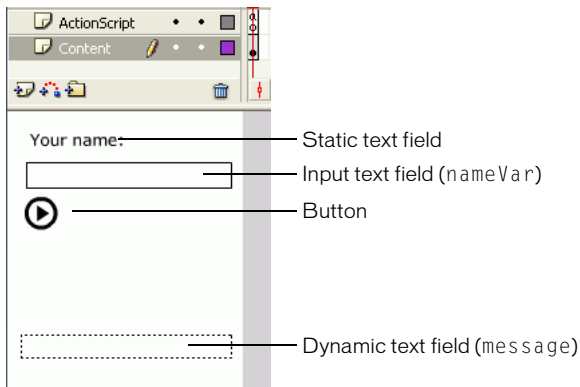 ActionScript
Content
Your name:
Static text field
Input text field (nameVar)
Button
Dynamic text field (message)